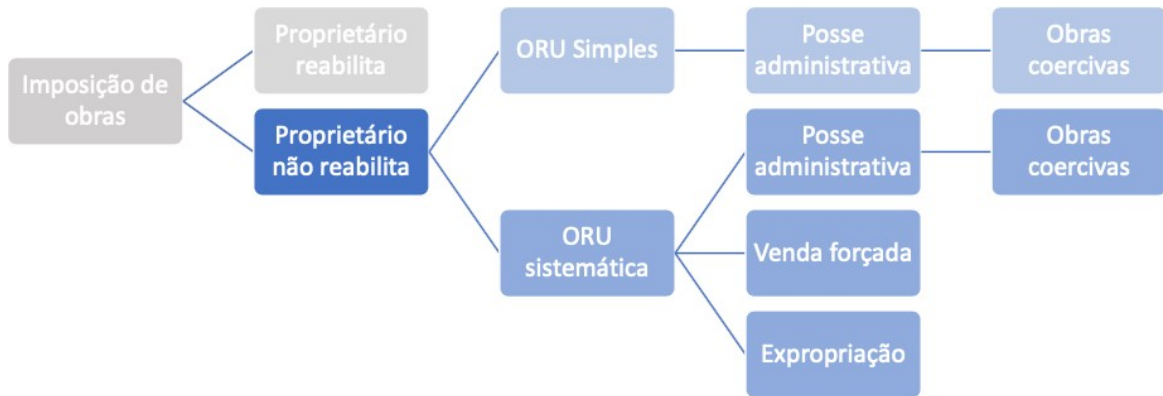 Imposição de
obras
Proprietário
reabilita
Proprietário
não reabilita
ORU Simples
Posse
administrativa
Obras
coercivas
ORU
sistemática
Posse
administrativa
Obras
coercivas
Venda forçada
Expropriação